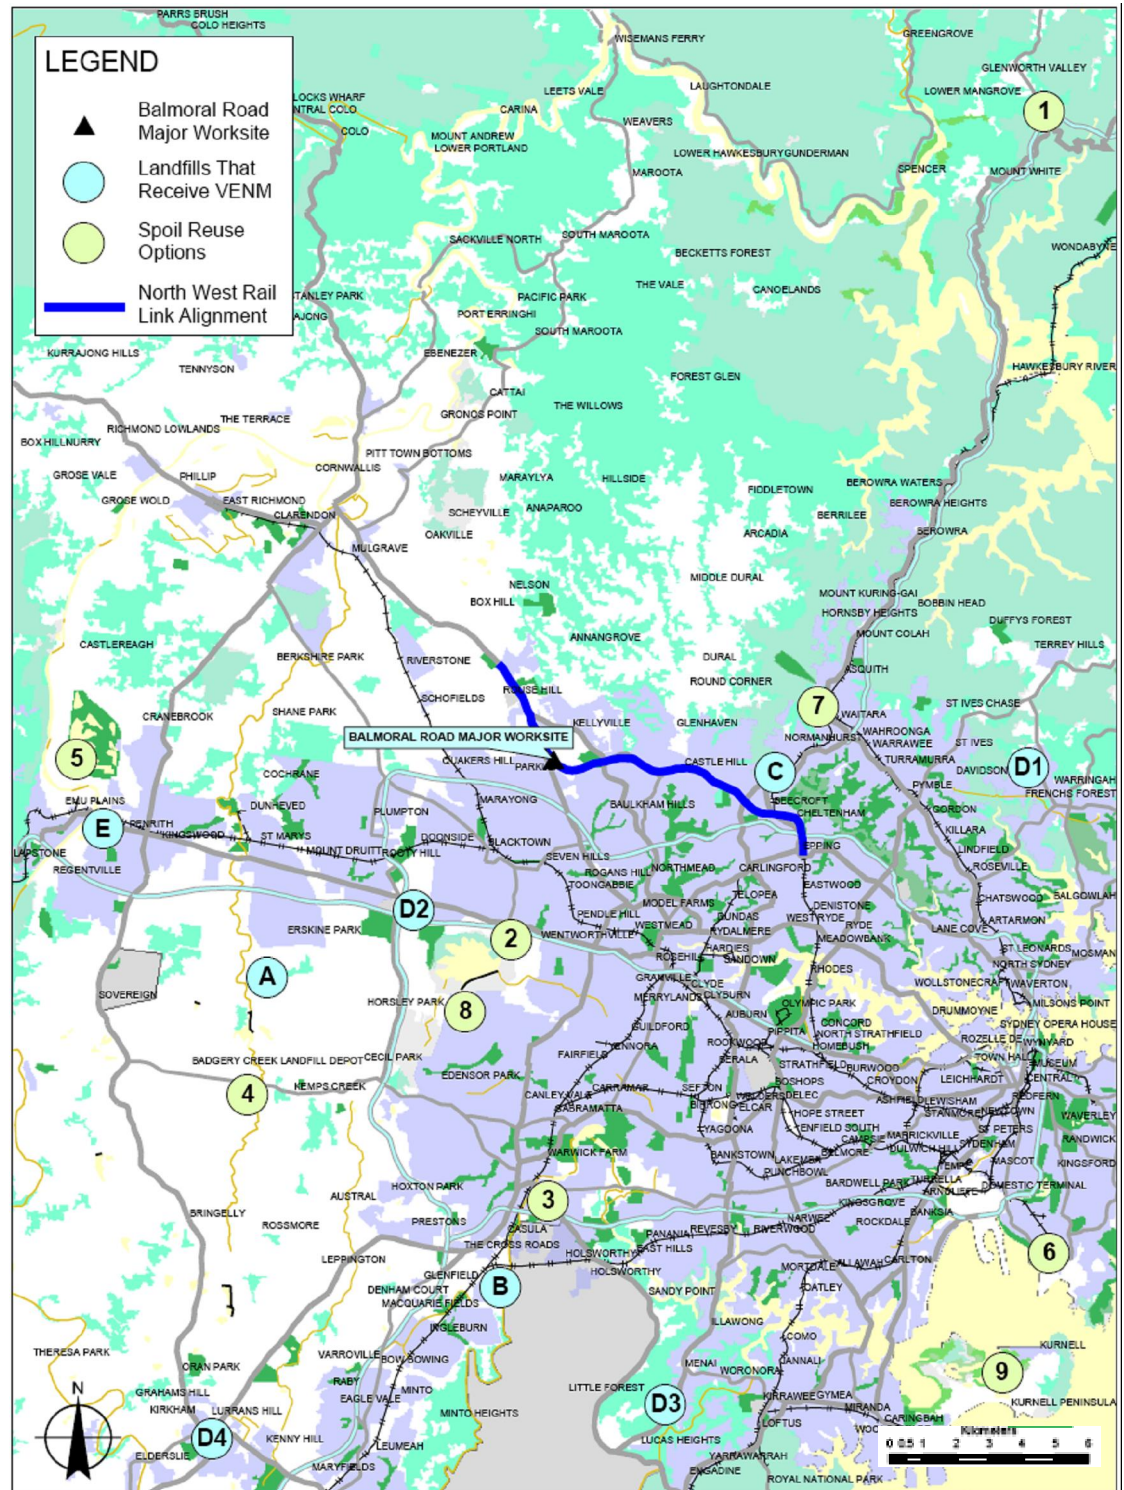 PARRS BRUSH
COLO HEIGHTS
WISEMANS FERRY
GREENGROVE
LEGEND
GLENWORTH VALLEY
Balmoral Road
Major Worksite
LEETS VALE
LAUGHTONDALE
LOWER MANGROVE
1
LOCKS WHARF
NTRAL COLO
CARINA
WEAVERS
COLO
MOUNT ANDREW
LOWER PORTLAND
LOWER HAWKESBURY GUNDERMAN
Landfills That
Receive VENM
MAROOTA
SPENCER
MOUNT WHITE
Spoil Reuse
Options
SACKVILLE NORTH
SOUTH MAROOTA
BECKETTS FOREST
WONDABYNE
North West Rail
Link Alignment
STANLEY PARK
AJONG
PACIFIC PARK
THE VALE
CANOELANDS
PORT ERRINGHI
SOUTH MAROOTA
KURRAJONG HILLS
TENNYSON
EBENEZER
HAWKESBURY RIVER
CATTAI
FOREST GLEN
THE WILLOWS
GRONOS POINT
THE TERRACE
RICHMOND LOWLANDS
BOX HILL NURRY
PITT TOWN BOTTOMS
GROSE VALE
PHILLIP
CORNWALLIS
MARAYLYA
HILLSIDE
BEROWRA WATERS
FIDDLETOWN
GROSE WOLD
EAST RICHMOND
BEROWRA HEIGHTS
CLARENDON
SCHEYVILLE
ANAPAROO
BERRILEE
OAKVILLE
ARCADIA
BEROWRA
MULGRAVE
NELSON
MIDDLE DURAL
BOX HILL
MOUNT KURING-GAI
BOBBIN HEAD
HORNSBY HEIGHTS
DUFFYS FOREST
CASTLEREAGH
ANNANGROVE
MOUNT COLAH
TERREY HILLS
BERKSHIRE PARK
RIVERSTONE
DURAL
ASQUITH
ROUND CORNER
ROUSE HILL
SCHOFIELDS
7
ST IVES CHASE
CRANEBROOK
SHANE PARK
KELLYVILLE
GLENHAVEN
WAITARA
WAHROONGA
NORMANHURST
WARRAWEE
ST IVES
BALMORAL ROAD MAJOR WORKSITE
5
QUAKERS HILL
PARKL
CASTLE HILL
C
TURRAMURRA
DAVIDSON
D1
WARRINGAH
COCHRANE
PYMBLE
FRENCHS FOREST
EMU PLAINS
DUNHEVED
PLUMPTON
MARAYONG
BAULKHAM HILLS
BEECROFT
CHELTENHAM
GORDON
E
PENRITH
KINGSWOOD
ST MARYS
DOONSIDE
BLACKTOWN
KILLARA
LAPSTONE
MOUNT DRUITT
ROOTY HILL
SEVEN HILLS
EPPING
LINDFIELD
REGENTVILLE
ROGANS HILL
NORTHMEAD
CARLINGFORD
ROSEVILLE
TOONGABBIE
EASTWOOD
TELOPEA
CHATSWOOD
BALGOWLAH
D2
MODEL FARMS
DENISTONE
PENDLE HILL
DUNDAS
WEST RYDE
RYDE
ARTARMON
ERSKINE PARK
2
WENTWORTHVILLE
WESTMEAD
RYDALMERE
MEADOWBANK
LANE COVE
ST LEONARDS
MOSMAN
HARDIES
ROSEHILL
SANDOWN
NORTH SYDNEY
A
GRANVILLE
CLYDE
RHODES
WOLLSTONECRAFT
WAVERTON
SOVEREIGN
HORSLEY PARK
8
MERRYLANDS
CLYBURN
OLYMPIC PARK
MILSONS POINT
AUBURN
DRUMMOYNE
GUILDFORD
PIPPITA
CONCORD
SYDNEY OPERA HOUSE
NORTH STRATHFIELD
ROOKWOOD
HOMEBUSH
ROZELLE DE
WYNYARD
BADGERY CREEK LANDFILL DEPOT
CECIL PARK
FAIRFIELD
YENNORA
BERALA
TOWN HALL
MUSEUM
STRATHFIELD
BURWOOD
CENTRAL
4
KEMPS CREEK
EDENSOR PARK
CARRAMAR
SEFTON
CROYDON
LEICHHARDT
REDFERN
CANLEY VALE
BIRRONG
ELCAR
ASHFIELD
LEWISHAM
CABRAMATTA
HOPE STREET
STANMORE
NEWTOWN
WAVERLEY
YAGOONA
ENFIELD SOUTH
ST PETERS
CAMPSIE
MARRICKVILLE
RANDWICK
WARWICK FARM
BANKSTOWN
LAKEMBA
BELMORE
DULWICH HILL
SYDENHAM
PUNCHBOWL
TEMPE
MASCOT
KINGSFORD
HOXTON PARK
BARDWELL PARK
TURRELLA
DOMESTIC TERMINAL
AUSTRAL
3
KINGSGROVE
ARNCLIFFE
BRINGELLY
PRESTONS
NARWEE
BANKSIA
ROSSMORE
CASULA
PANANIA
REVESBY
RIVERWOOD
ROCKDALE
THE CROSS ROADS
HOLSWORTHY
EAST HILLS
6
LEPPINGTON
GLENFIELD
HOLSWORTHY
MORTDALE
ALLAWAH
CARLTON
DENHAM COURT
B
SANDY POINT
OATLEY
MACQUARIE FIELDS
INGLEBURN
ILLAWONG
COMO
KURNELL
THERESA PARK
VARROVILLE
BOW BOWING
MENAI
WORONORA
JANNALI
9
ORAN PARK
RABY
MINTO
LITTLE FOREST
GRAHAMS HILL
EAGLE VALE
KIRRAWEE
GYMEA
KURNELL PENINSULA
N
KIRKHAM
LURRANS HILL
MINTO HEIGHTS
D3
MIRANDA
LOFTUS
CARINGBAH
D4
KENNY HILL
LEUMEAH
LUCAS HEIGHTS
Kilometers
ELDERSLIE
YARRAWARRAH
0 0.5 1 2 3 4 5 6
MARYFIELDS
ENGADINE
ROYAL NATIONAL PARK